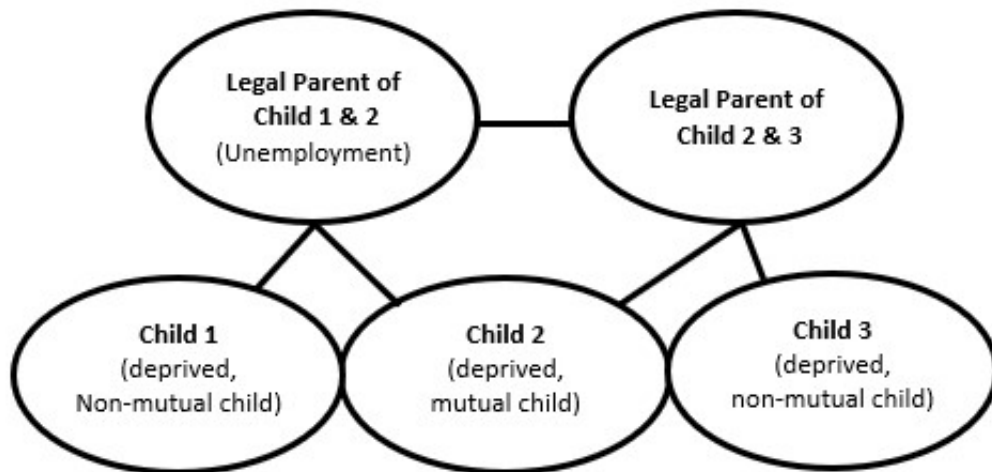 Legal Parent of
Child 1 & 2
(Unemployment)
Legal Parent of
Child 2 & 3
Child 1
(deprived,
Non-mutual child)
Child 2
(deprived,
mutual child)
Child 3
(deprived,
non-mutual child)